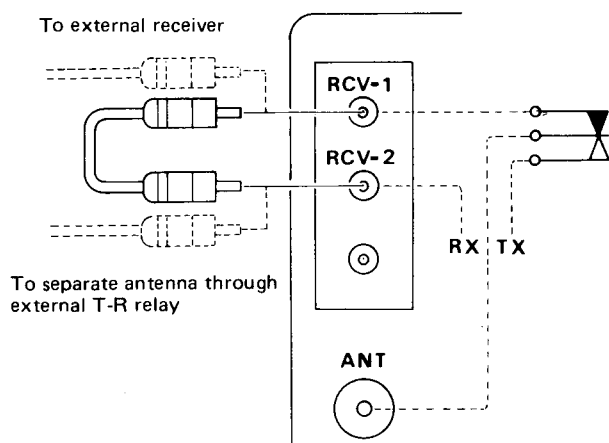 To external receiver
RCV-1
RCV-2
RX TX
To separate antenna through
external T-R relay
ANT